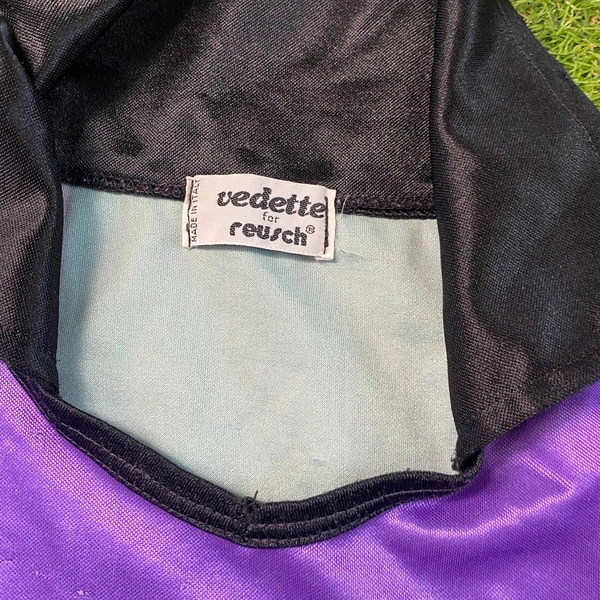 MADE IN ITALY
vedette
for
reusch®